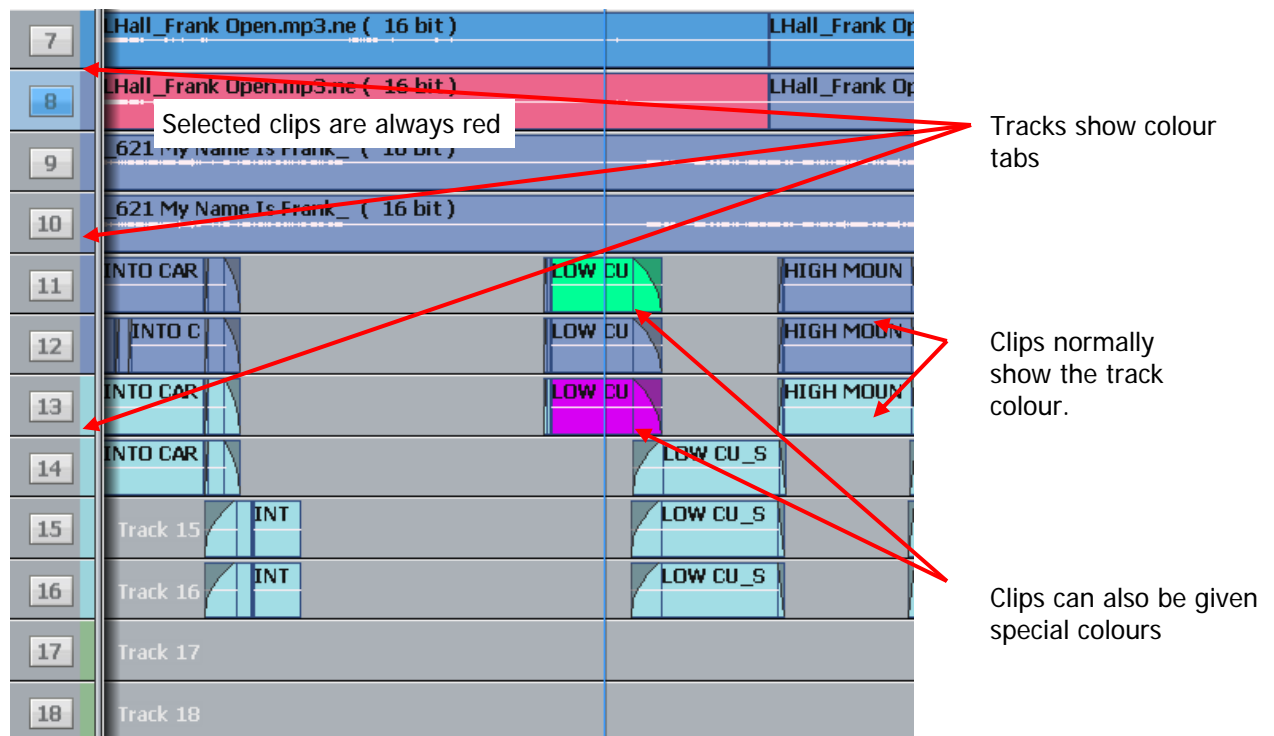 7 LHall_Frank Open.mp3.ne ( 16 bit ) LHall_Frank Op
8 LHall_Frank Open.mp3.ne ( 16 bit ) LHall_Frank Op
Selected clips are always red
Tracks show colour
tabs
9 _621 My Name Is Frank_ ( 16 bit )
10 _621 My Name Is Frank_ ( 16 bit )
11 INTO CAR LOW CU HIGH MOUN
12 INTO C LOW CU HIGH MOUN
Clips normally
show the track
colour.
13 INTO CAR LOW CU HIGH MOUN
14 INTO CAR LOW CU_S
15 Track 15 INT LOW CU_S
16 Track 16 INT LOW CU_S
Clips can also be given
special colours
17 Track 17
18 Track 18